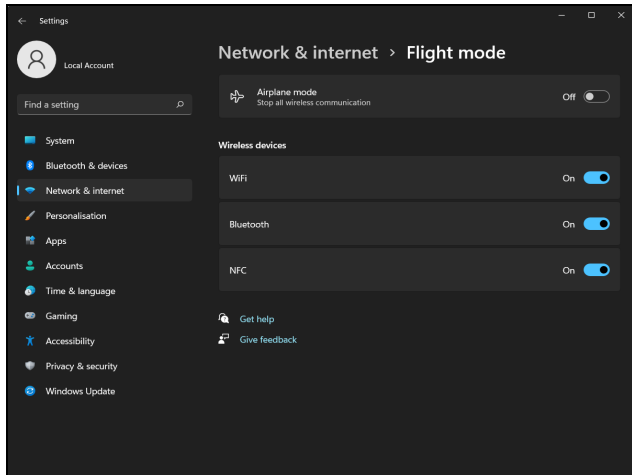 Settings
Local Account
Find a setting
System
Bluetooth & devices
Network & internet
Personalisation
Apps
Accounts
Time & language
Gaming
Accessibility
Privacy & security
Windows Update
Network & internet › Flight mode
Airplane mode
Stop all wireless communication
Off
Wireless devices
WiFi On
Bluetooth On
NFC On
Get help
Give feedback